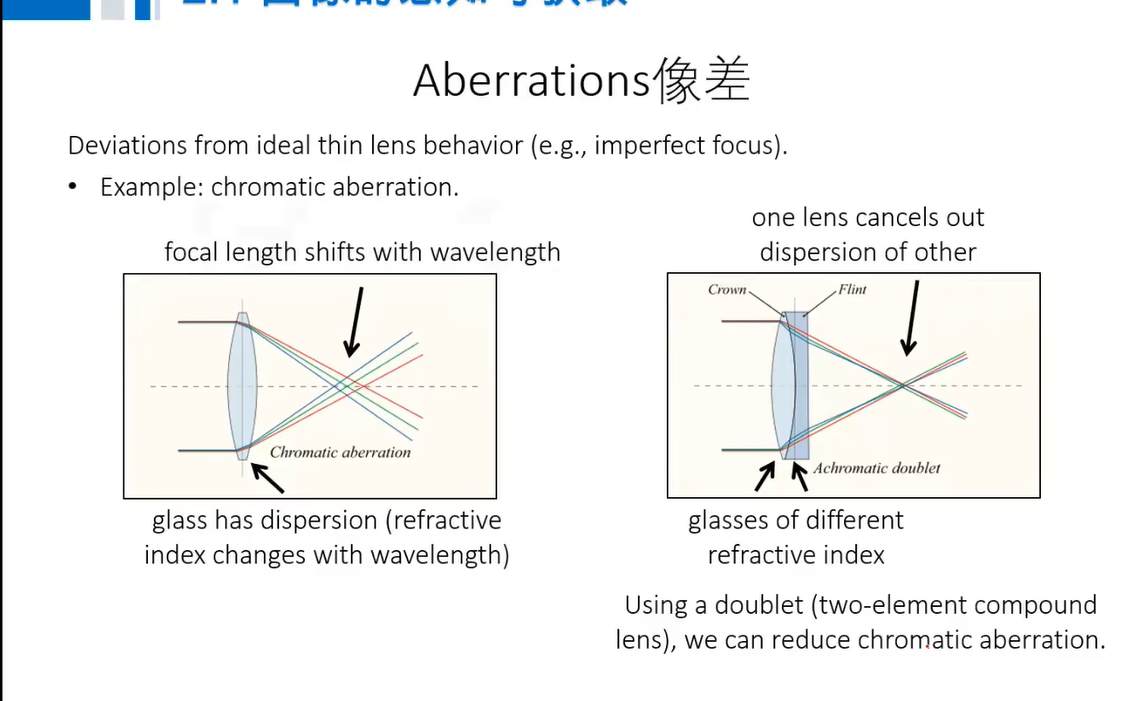 Aberrations像差
Deviations from ideal thin lens behavior (e.g., imperfect focus).
• Example: chromatic aberration.
focal length shifts with wavelength
Chromatic aberration
glass has dispersion (refractive
index changes with wavelength)
one lens cancels out
dispersion of other
Crown
Flint
Achromatic doublet
glasses of different
refractive index
Using a doublet (two-element compound
lens), we can reduce chromatic aberration.